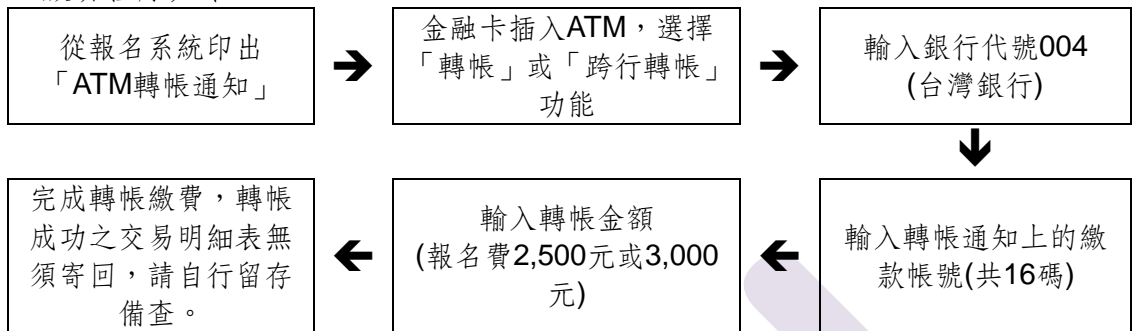 從報名系統印出
「ATM轉帳通知」
金融卡插入ATM，選擇
「轉帳」或「跨行轉帳」
功能
輸入銀行代號004
(台灣銀行)
輸入轉帳通知上的繳
款帳號(共16碼)
輸入轉帳金額
(報名費2,500元或3,000
元)
完成轉帳繳費，轉帳
成功之交易明細表無
須寄回，請自行留存
備查。